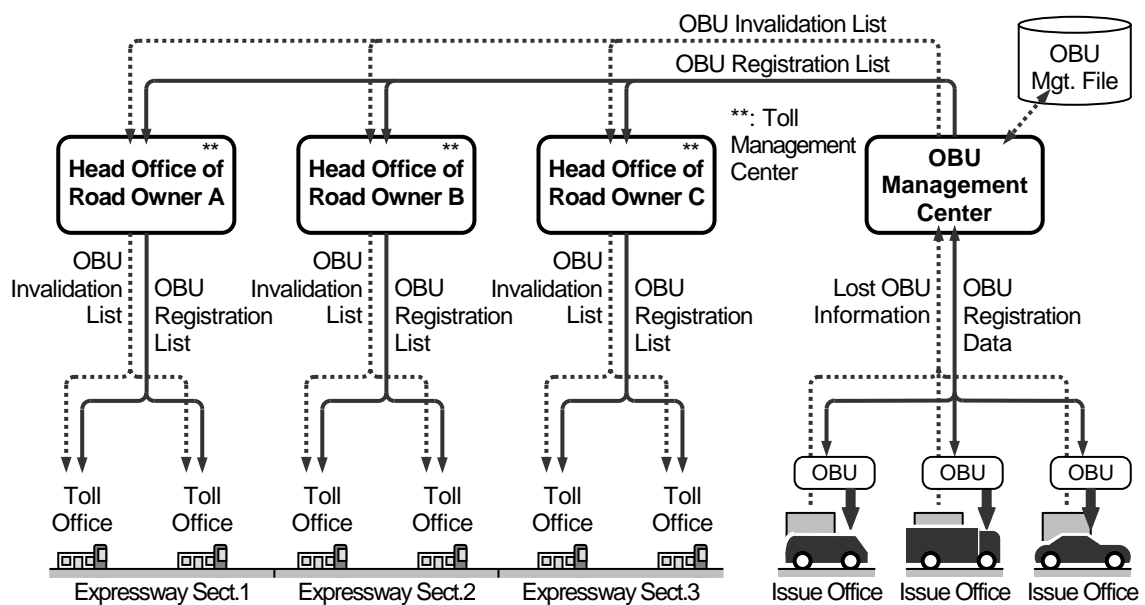 OBU Invalidation List
OBU
Mgt. File
OBU Registration List
**: Toll
Management
Center
**
Head Office of
Road Owner A
**
Head Office of
Road Owner B
**
Head Office of
Road Owner C
OBU
Management
Center
OBU
Invalidation
List
OBU
Registration
List
OBU
Invalidation
List
OBU
Registration
List
OBU
Invalidation
List
OBU
Registration
List
Lost OBU
Information
OBU
Registration
Data
OBU
OBU
OBU
Toll
Office
Toll
Office
Toll
Office
Toll
Office
Toll
Office
Toll
Office
Expressway Sect.1
Expressway Sect.2
Expressway Sect.3
Issue Office
Issue Office
Issue Office